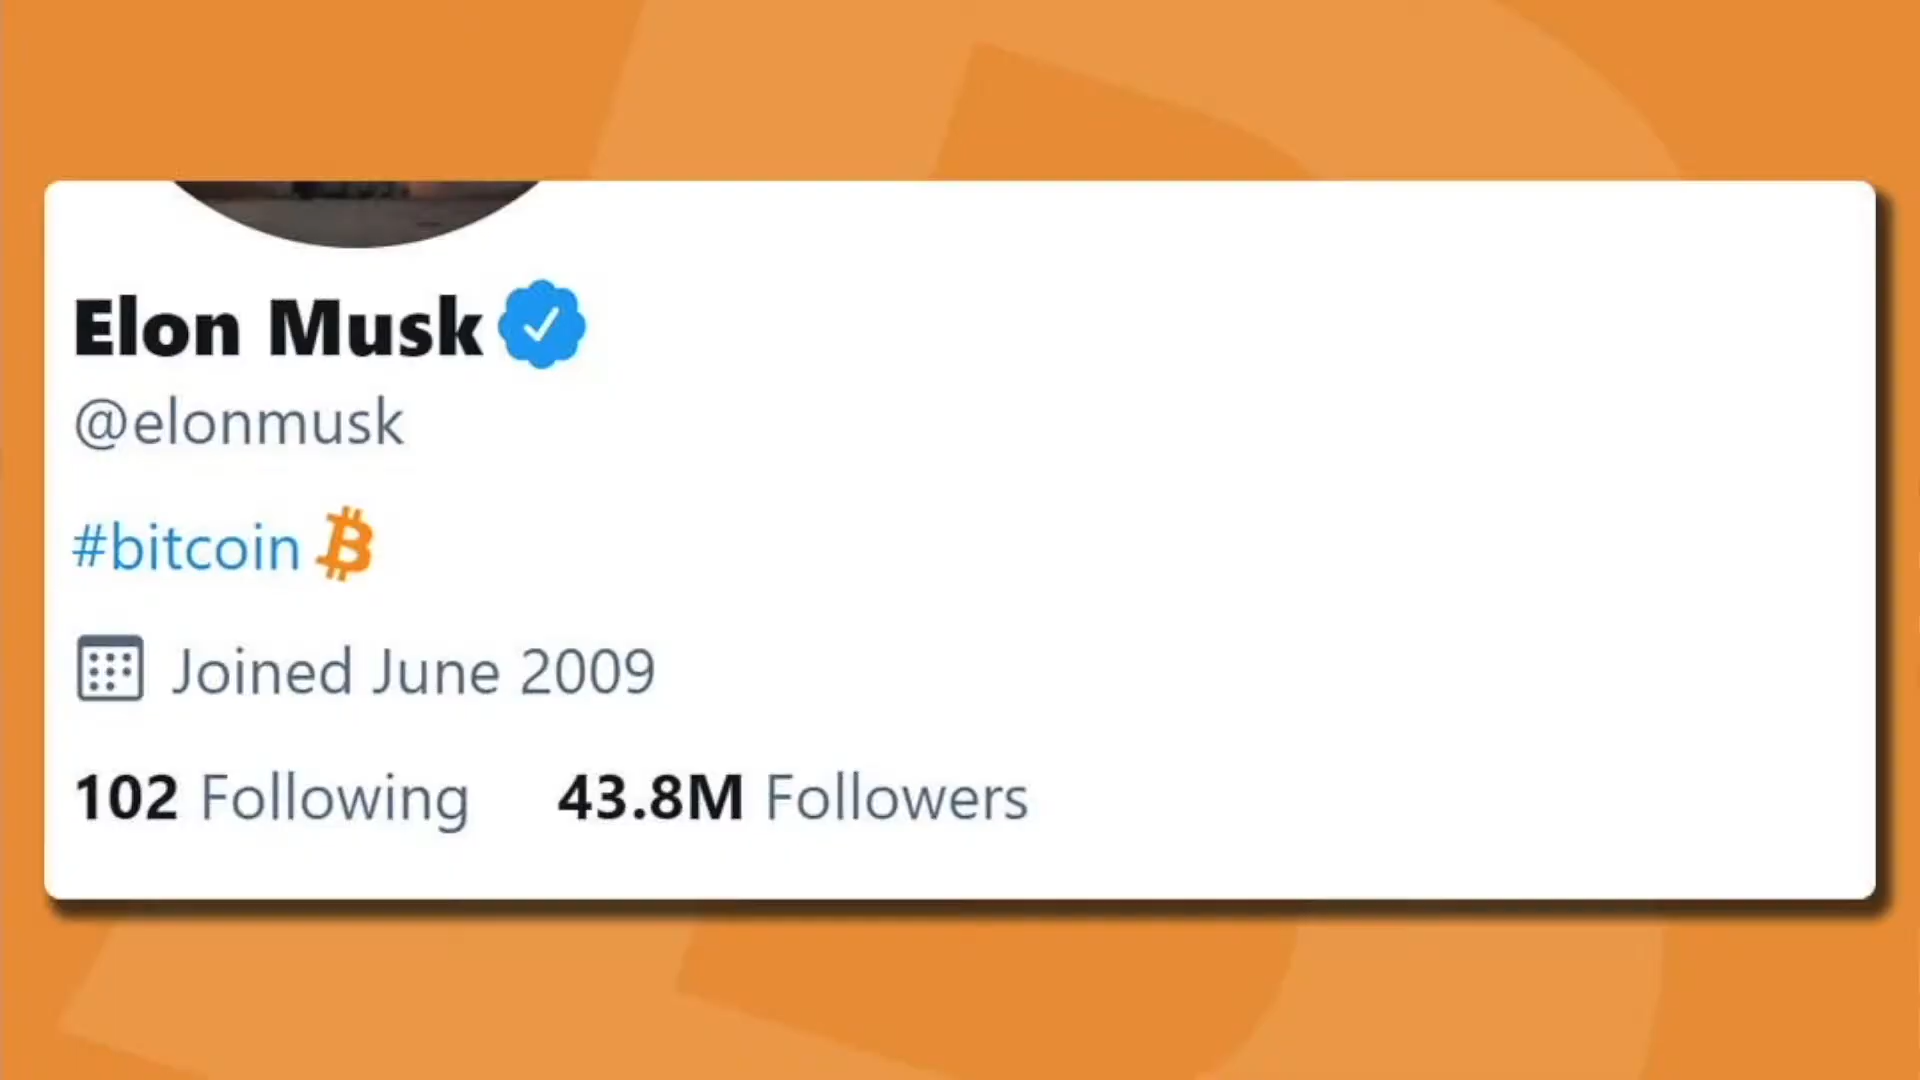 Elon Musk
@elonmusk
#bitcoin
Joined June 2009
102 Following 43.8M Followers